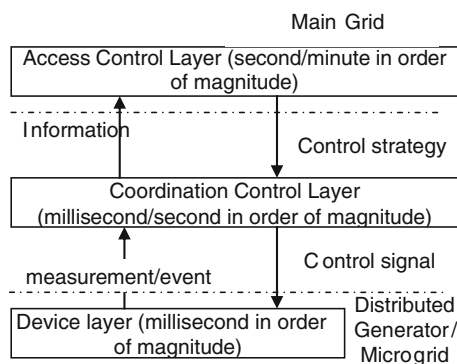 Main Grid
Access Control Layer (second/minute in order
of magnitude)
Information
Control strategy
Coordination Control Layer
(millisecond/second in order of magnitude)
measurement/event
Control signal
Device layer (millisecond in order
of magnitude)
Distributed
Generator/
Microgrid